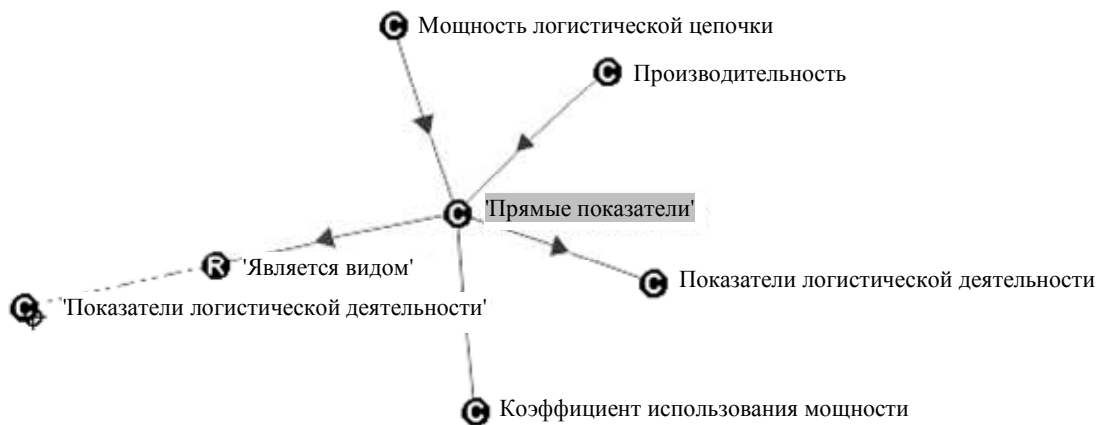 C Мощность логистической цепочки
C Производительность
C 'Прямые показатели'
R 'Является видом'
C Показатели логистической деятельности
C 'Показатели логистической деятельности'
C Коэффициент использования мощности